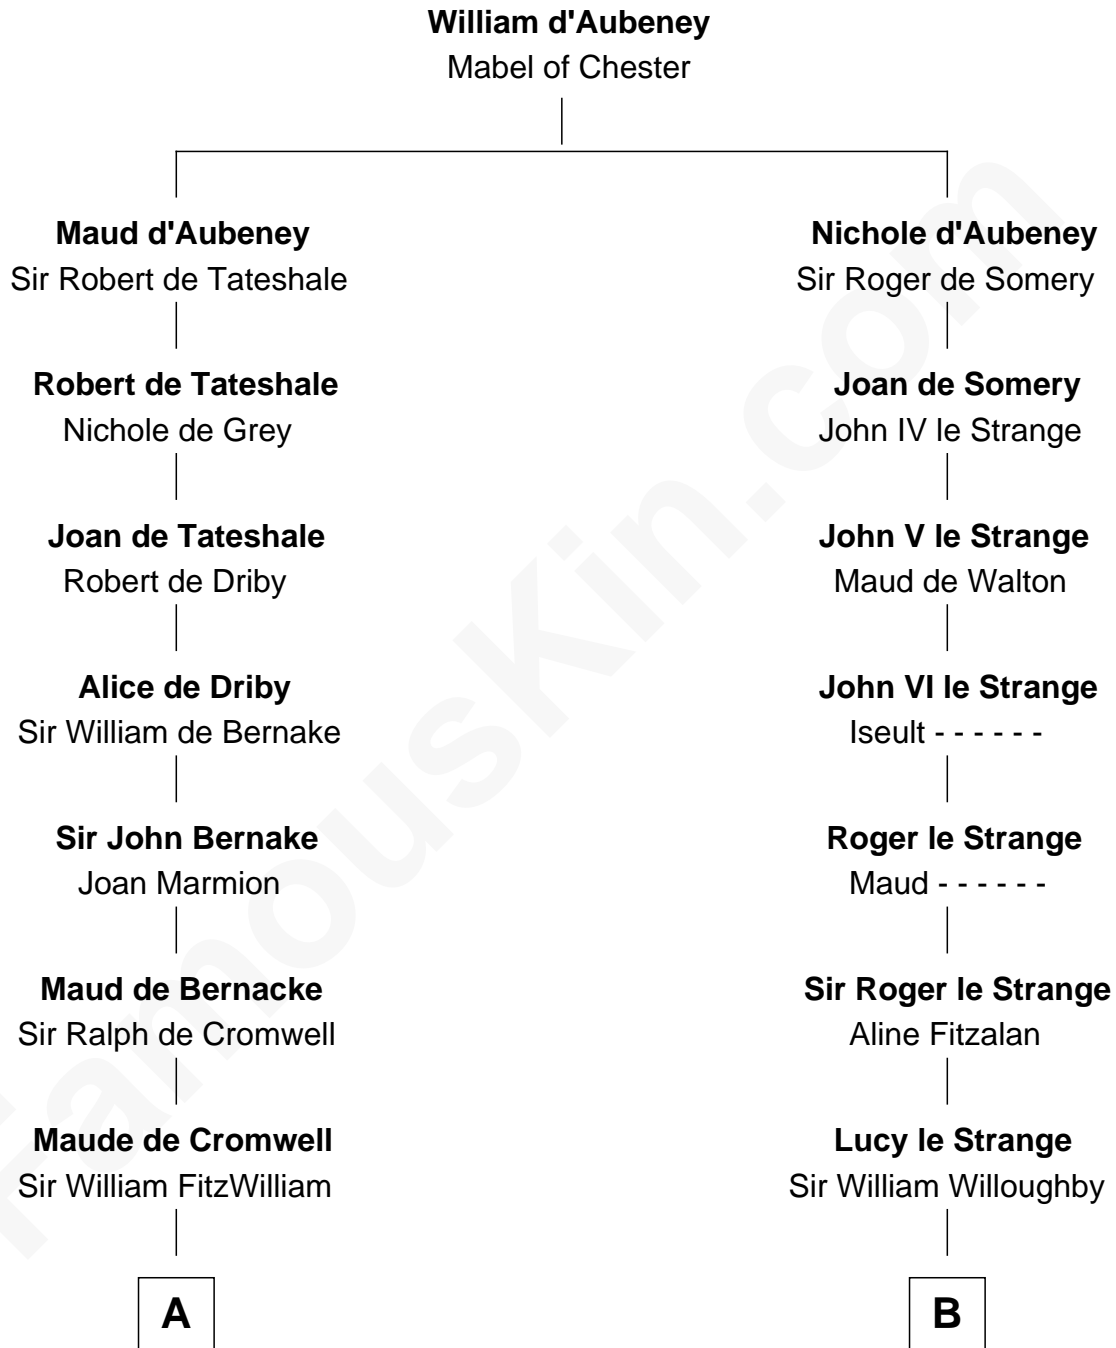 William d'Aubeney
Mabel of Chester
Maud d'Aubeney
Sir Robert de Tateshale
Nichole d'Aubeney
Sir Roger de Somery
Robert de Tateshale
Nichole de Grey
Joan de Somery
John IV le Strange
Joan de Tateshale
Robert de Driby
John V le Strange
Maud de Walton
Alice de Driby
Sir William de Bernake
John VI le Strange
Iseult - - - - - -
Sir John Bernake
Joan Marmion
Roger le Strange
Maud - - - - - -
Maud de Bernacke
Sir Ralph de Cromwell
Sir Roger le Strange
Aline Fitzalan
Maude de Cromwell
Sir William FitzWilliam
Lucy le Strange
Sir William Willoughby
A
B
FamousKin.com